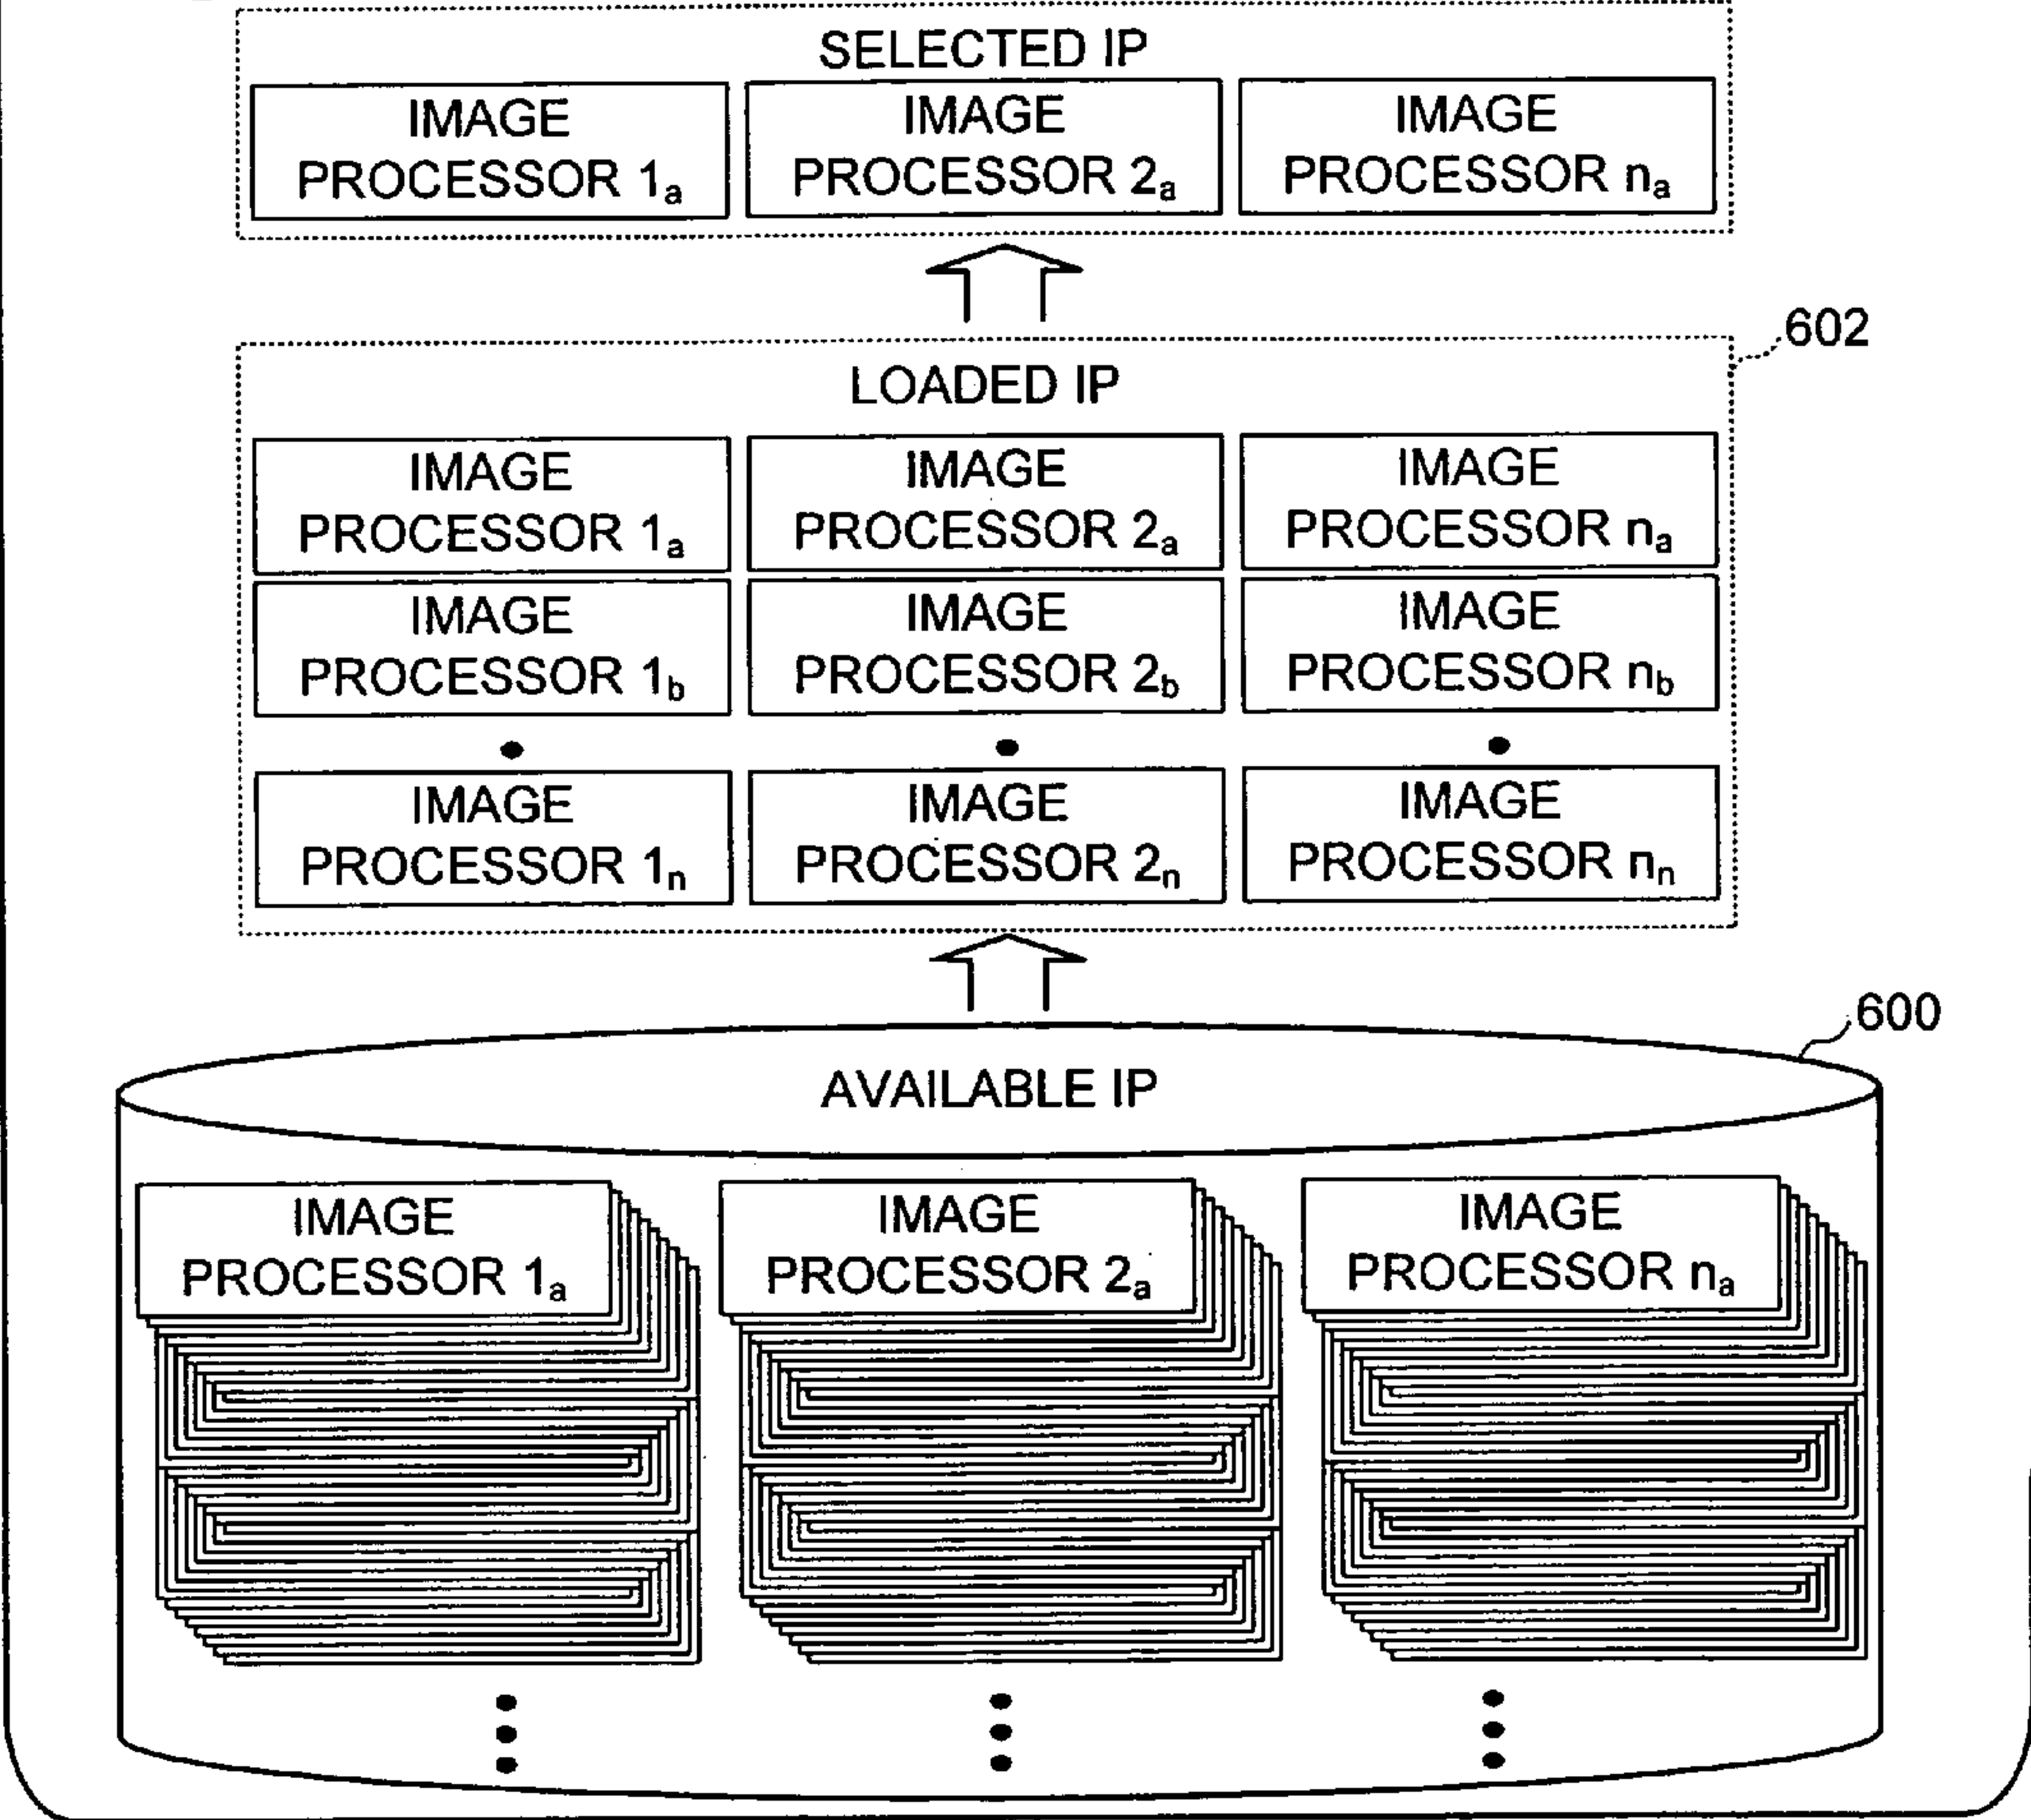 SELECTED IP
IMAGE
PROCESSOR 1a
IMAGE
PROCESSOR 2a
IMAGE
PROCESSOR na
602
LOADED IP
IMAGE
PROCESSOR 1a
IMAGE
PROCESSOR 2a
IMAGE
PROCESSOR na
IMAGE
PROCESSOR 1b
IMAGE
PROCESSOR 2b
IMAGE
PROCESSOR nb
IMAGE
PROCESSOR 1n
IMAGE
PROCESSOR 2n
IMAGE
PROCESSOR nn
600
AVAILABLE IP
IMAGE
PROCESSOR 1a
IMAGE
PROCESSOR 2a
IMAGE
PROCESSOR na